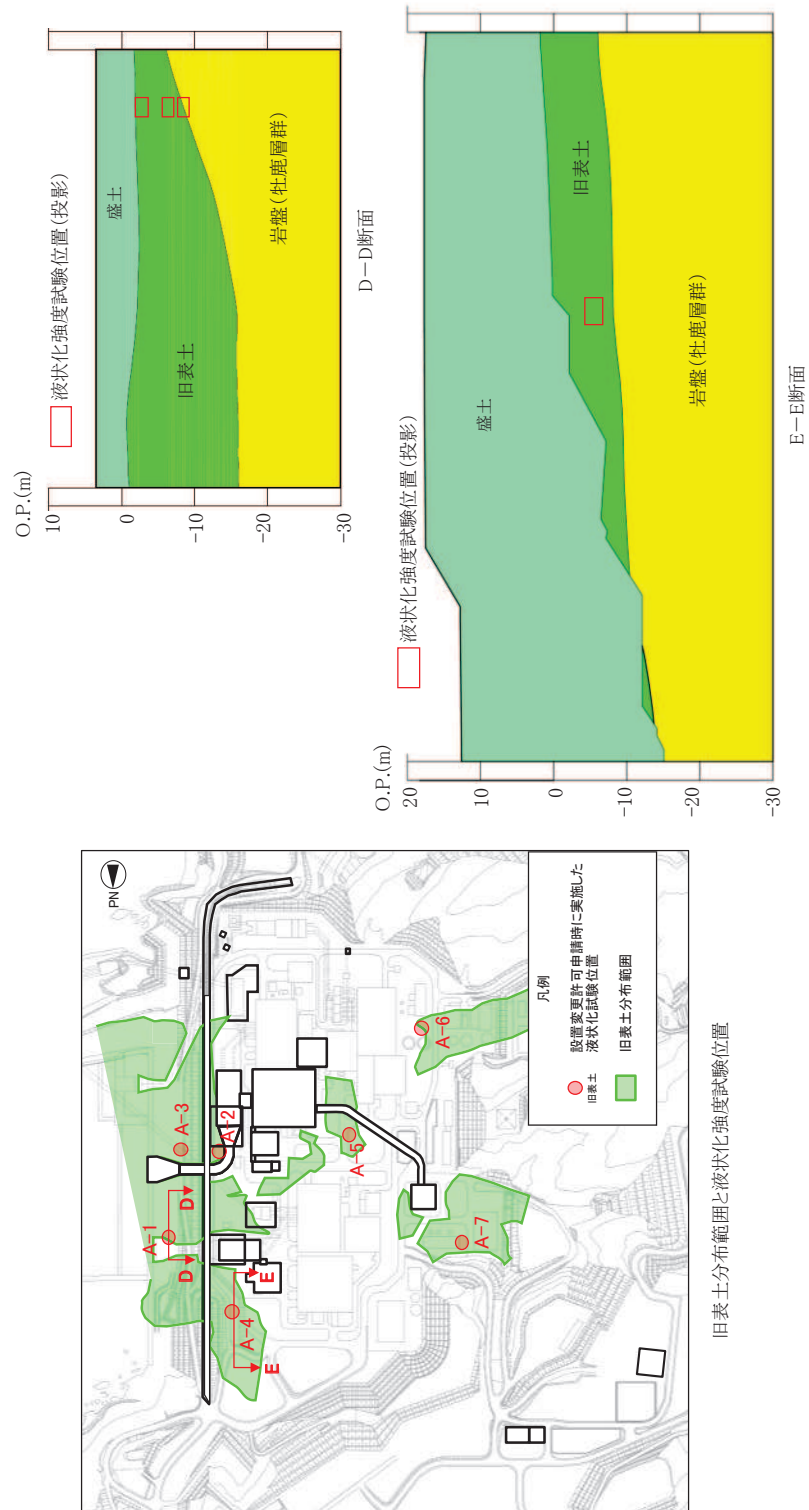 PN
A-1
A-2
A-3
A-4
A-5
A-6
A-7
D
D
E
E
凡例
旧表土
設置変更許可申請時に実施した
液状化試験位置
旧表土分布範囲
旧表土分布範囲と液状化強度試験位置
O.P.(m)
液状化強度試験位置(投影)
10
0
-10
-20
-30
盛土
旧表土
岩盤(牡鹿層群)
D-D断面
O.P.(m)
液状化強度試験位置(投影)
20
10
0
-10
-20
-30
盛土
旧表土
岩盤(牡鹿層群)
E-E断面